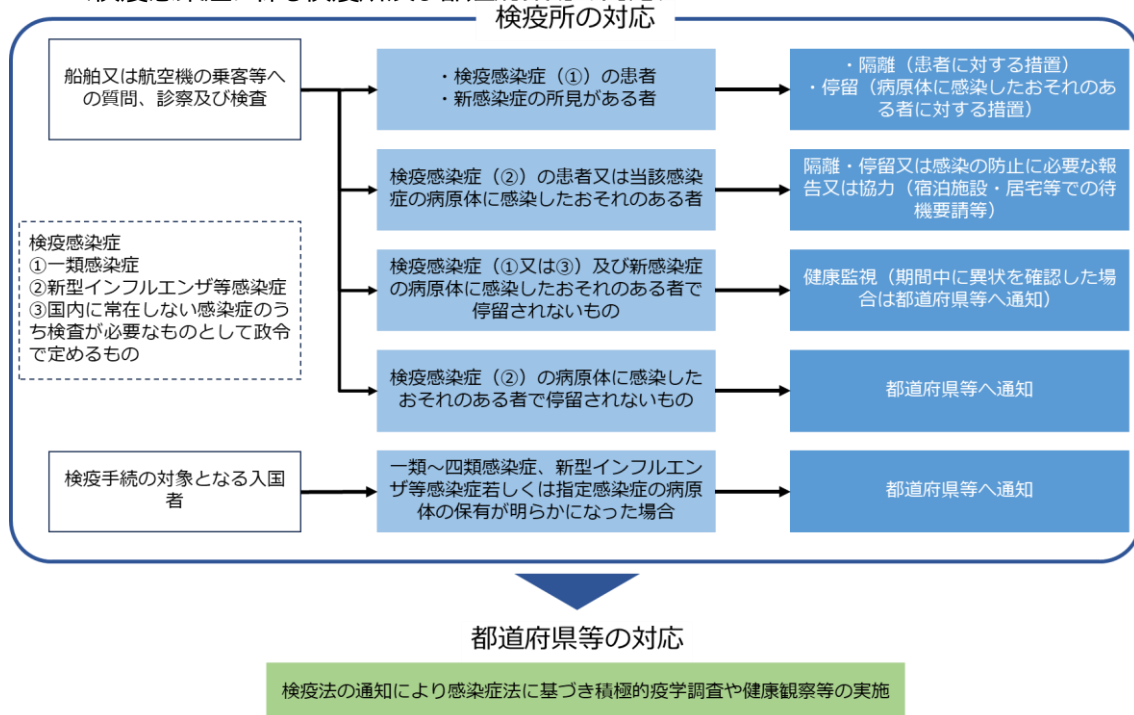 検疫所の対応
船舶又は航空機の乗客等へ
の質問、診察及び検査
・検疫感染症（①）の患者
・新感染症の所見がある者
・隔離（患者に対する措置）
・停留（病原体に感染したおそれのあ
る者に対する措置）
検疫感染症（②）の患者又は当該感染
症の病原体に感染したおそれのある者
隔離・停留又は感染の防止に必要な報
告又は協力（宿泊施設・居宅等での待
機要請等）
検疫感染症
①一類感染症
②新型インフルエンザ等感染症
③国内に常在しない感染症のう
ち検査が必要なものとして政令
で定めるもの
検疫感染症（①又は③）及び新感染症
の病原体に感染したおそれのある者で
停留されないもの
健康監視（期間中に異状を確認した場
合は都道府県等へ通知）
検疫感染症（②）の病原体に感染した
おそれのある者で停留されないもの
都道府県等へ通知
検疫手続の対象となる入国
者
一類～四類感染症、新型インフルエン
ザ等感染症若しくは指定感染症の病原
体の保有が明らかになった場合
都道府県等へ通知
都道府県等の対応
検疫法の通知により感染症法に基づき積極的疫学調査や健康観察等の実施